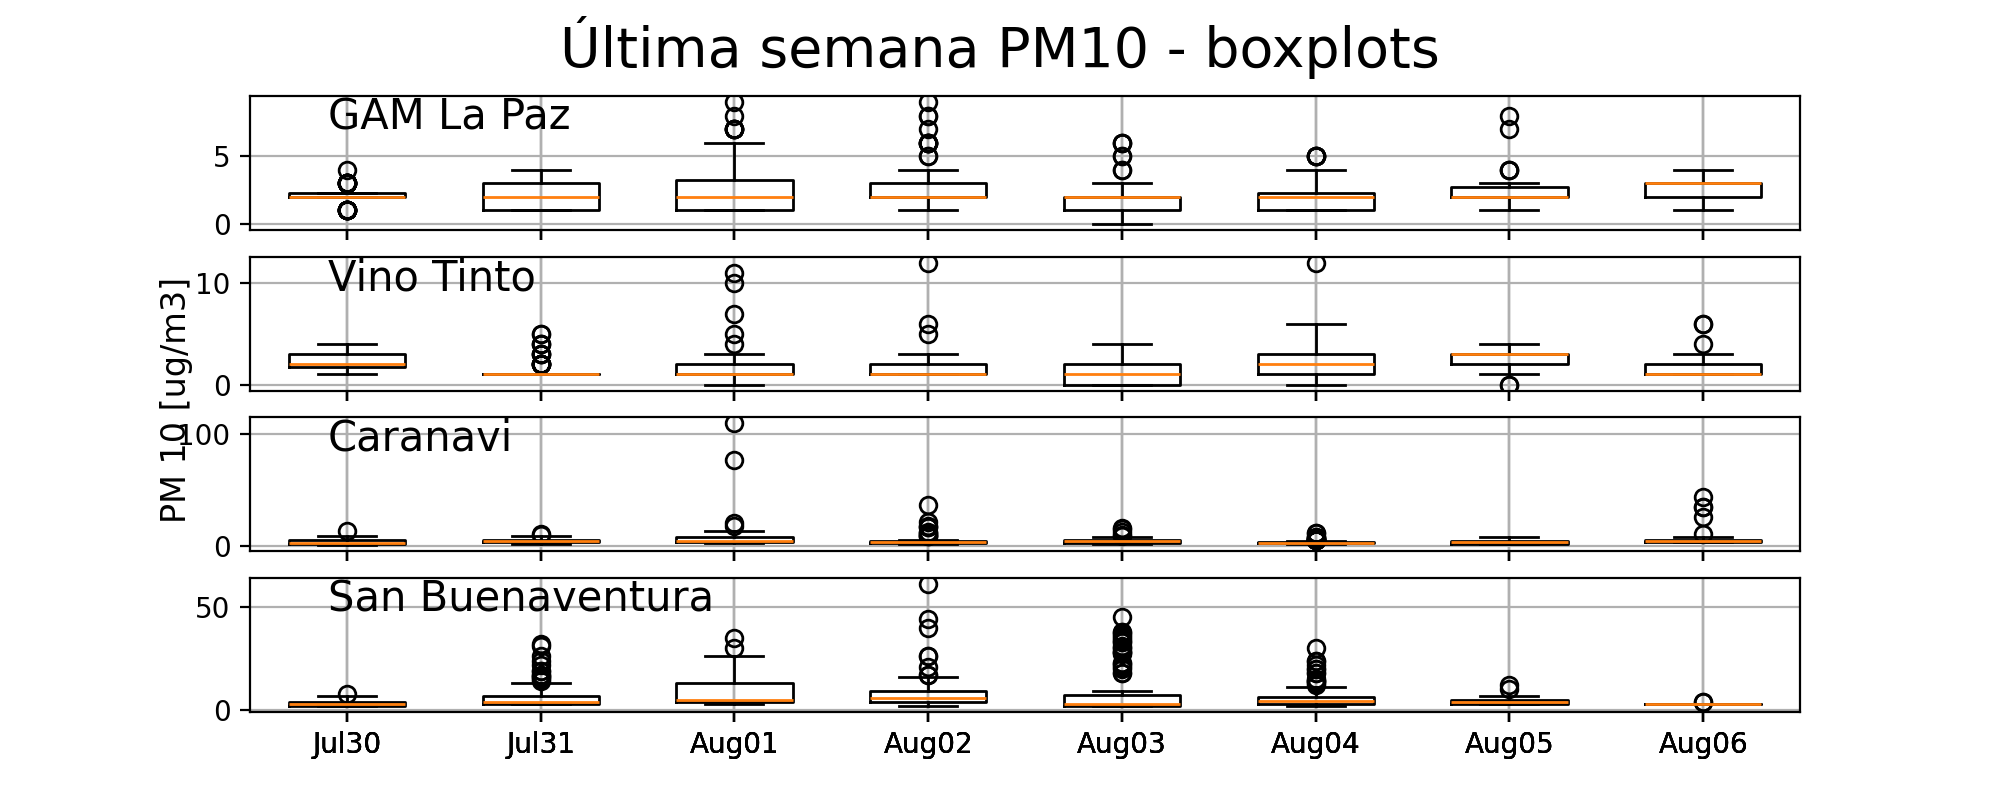 Última semana PM10 - boxplots
GAM La Paz
5
0
Vino Tinto
10
0
PM 10 [ug/m3]
Caranavi
100
0
San Buenaventura
50
0
Jul30 Jul31 Aug01 Aug02 Aug03 Aug04 Aug05 Aug06